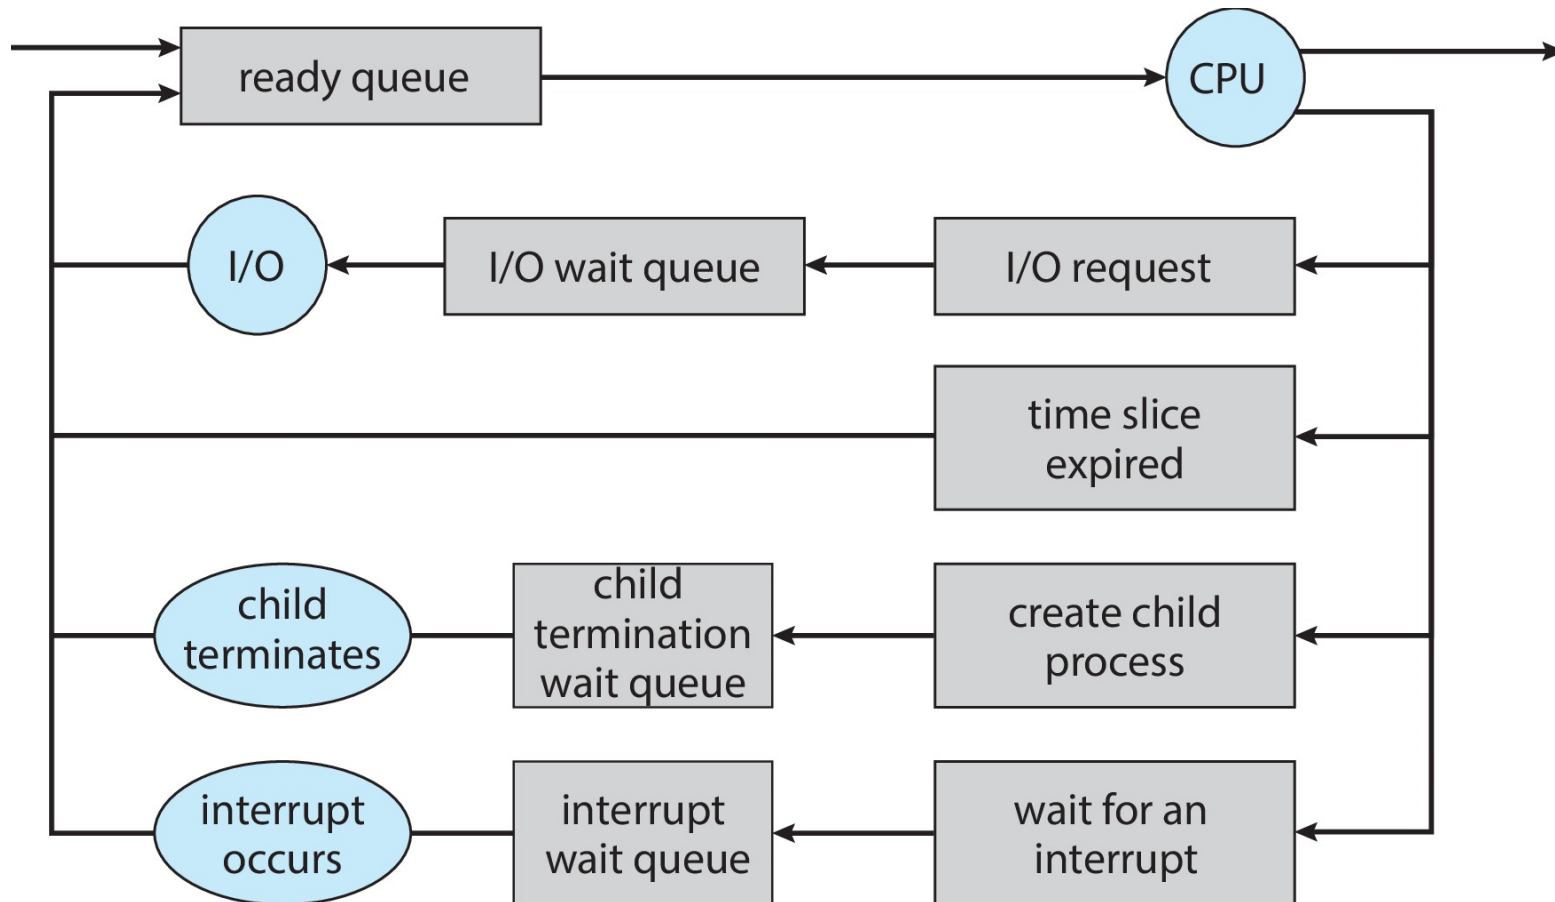 ready queue
CPU
I/O
I/O wait queue
I/O request
time slice
expired
child
terminates
child
termination
wait queue
create child
process
interrupt
occurs
interrupt
wait queue
wait for an
interrupt